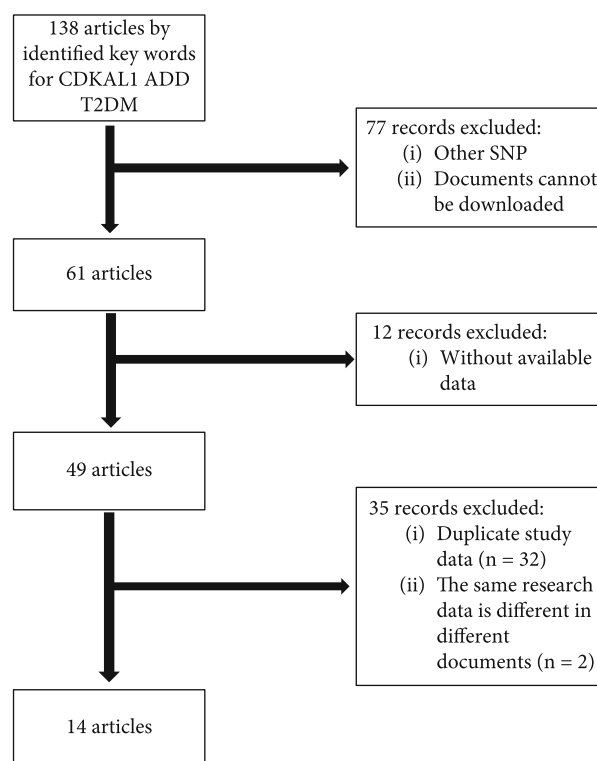 138 articles by
identified key words
for CDKAL1 ADD
T2DM
77 records excluded:
(i) Other SNP
(ii) Documents cannot
be downloaded
61 articles
12 records excluded:
(i) Without available
data
49 articles
35 records excluded:
(i) Duplicate study
data (n = 32)
(ii) The same research
data is different in
different
documents (n = 2)
14 articles